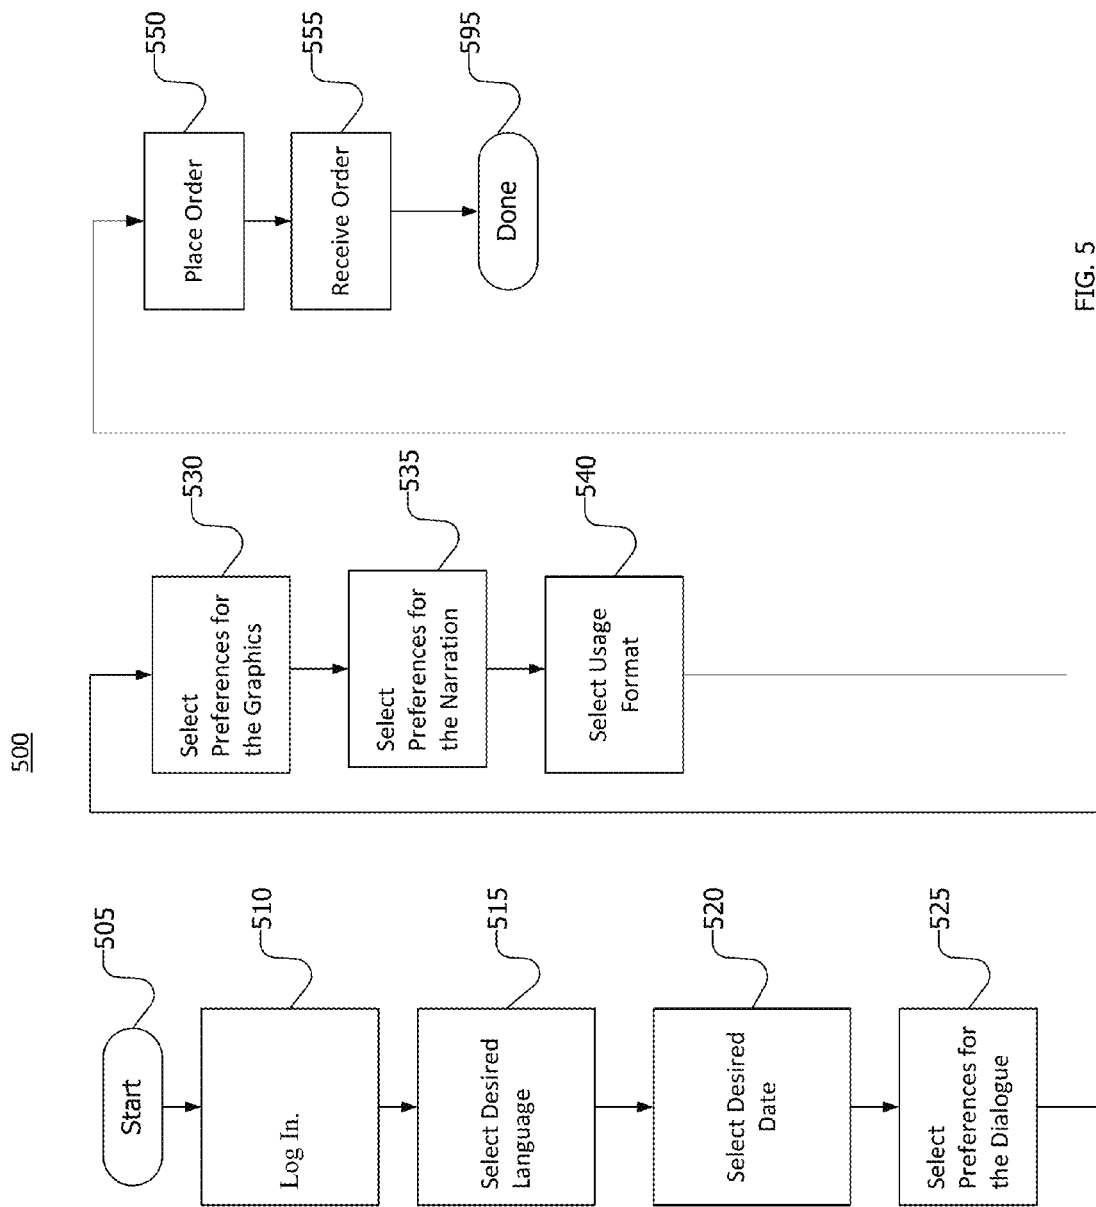 500
505
Start
510
Log In.
515
Select Desired
Language
520
Select Desired
Date
525
Select
Preferences for
the Dialogue
530
Select
Preferences for
the Graphics
535
Select
Preferences for
the Narration
540
Select Usage
Format
550
Place Order
555
Receive Order
595
Done
FIG. 5